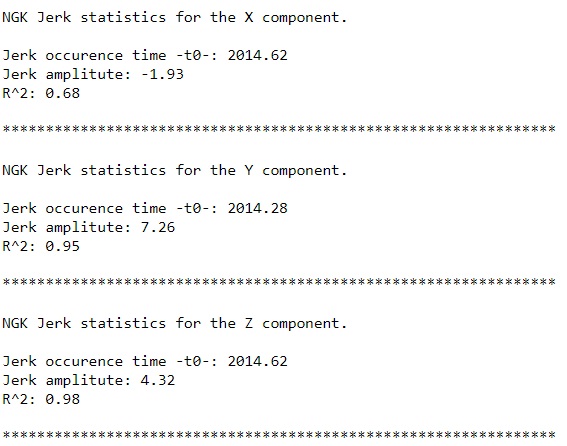 NGK Jerk statistics for the X component.
Jerk occurence time -t0-: 2014.62
Jerk amplitute: -1.93
R^2: 0.68
*****************************************************************
NGK Jerk statistics for the Y component.
Jerk occurence time -t0-: 2014.28
Jerk amplitute: 7.26
R^2: 0.95
*****************************************************************
NGK Jerk statistics for the Z component.
Jerk occurence time -t0-: 2014.62
Jerk amplitute: 4.32
R^2: 0.98
*****************************************************************